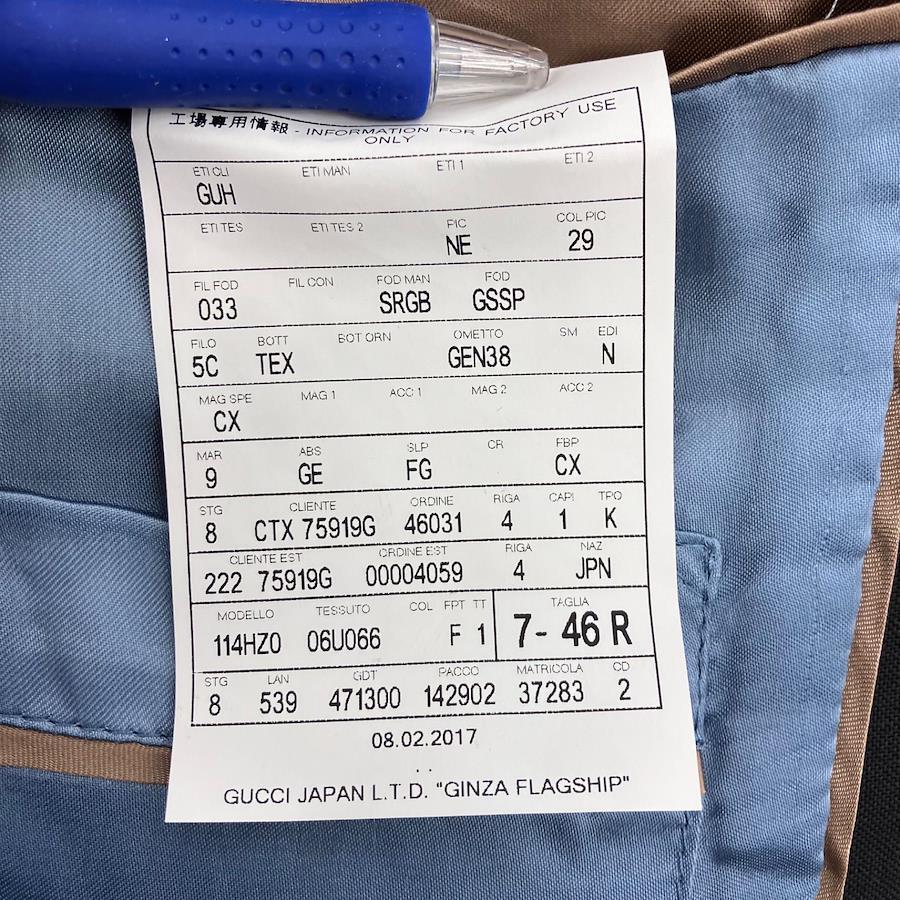 工場専用情報 - INFORMATION FOR FACTORY USE
ONLY
ETI CLI ETI MAN ETI 1 ETI 2
GUH
ETI TES ETI TES 2 PIC COL PIC
NE 29
FIL FOD FIL CON FOD MAN FOD
033 SRGB GSSP
FILO BOTT BOT ORN OMETTO SM EDI
5C TEX GEN38 N
MAG SPE MAG 1 ACC 1 MAG 2 ACC 2
CX
MAR ABS SLP CR FBP
9 GE FG CX
STG CLIENTE ORDINE RIGA CAPI TPO
8 CTX 75919G 46031 4 1 K
CLIENTE EST ORDINE EST RIGA NAZ
222 75919G 00004059 4 JPN
MODELLO TESSUTO COL FPT TT TAGLIA
114HZ0 06U066 F 1 7- 46 R
STG LAN GDT PACCO MATRICOLA CD
8 539 471300 142902 37283 2
08.02.2017
. .
GUCCI JAPAN L.T.D. "GINZA FLAGSHIP"